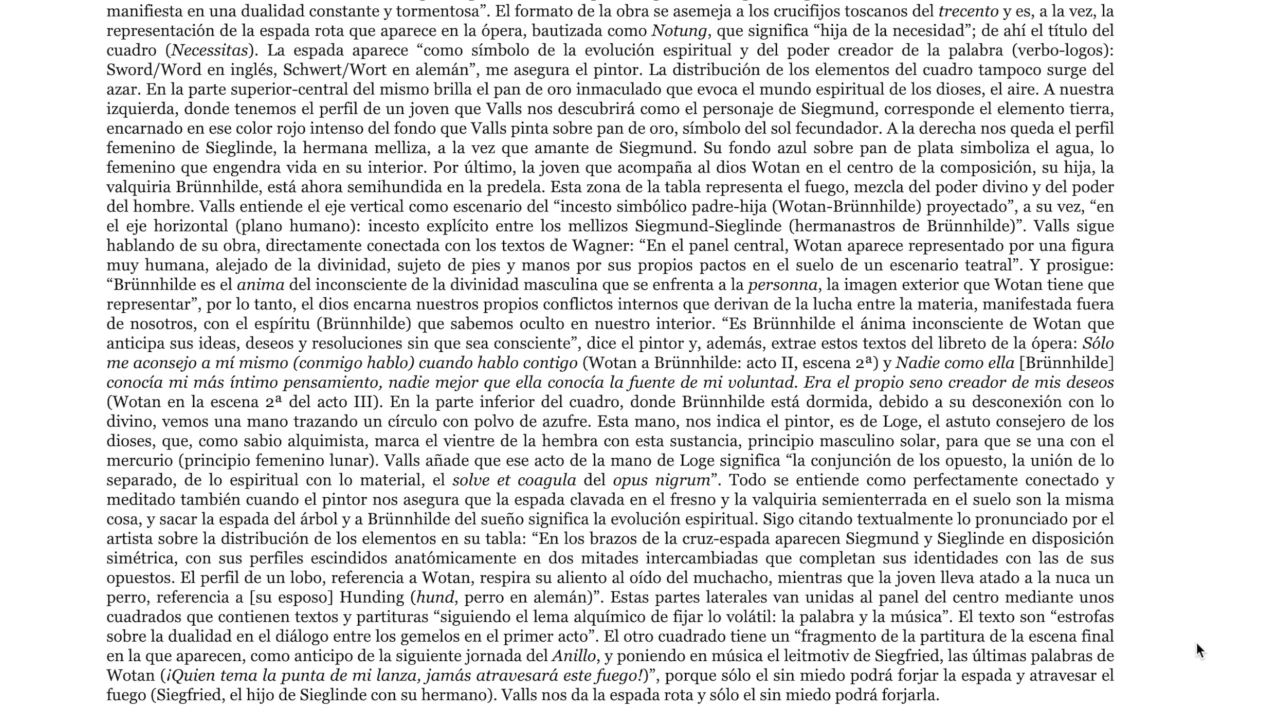 manifiesta en una dualidad constante y tormentosa”. El formato de la obra se asemeja a los crucifijos toscanos del trecento y es, a la vez, la
representación de la espada rota que aparece en la ópera, bautizada como Notung, que significa “hija de la necesidad”; de ahí el título del
cuadro (Necessitas). La espada aparece “como símbolo de la evolución espiritual y del poder creador de la palabra (verbo-logos):
Sword/Word en inglés, Schwert/Wort en alemán”, me asegura el pintor. La distribución de los elementos del cuadro tampoco surge del
azar. En la parte superior-central del mismo brilla el pan de oro inmaculado que evoca el mundo espiritual de los dioses, el aire. A nuestra
izquierda, donde tenemos el perfil de un joven que Valls nos descubrirá como el personaje de Siegmund, corresponde el elemento tierra,
encarnado en ese color rojo intenso del fondo que Valls pinta sobre pan de oro, símbolo del sol fecundador. A la derecha nos queda el perfil
femenino de Sieglinde, la hermana melliza, a la vez que amante de Siegmund. Su fondo azul sobre pan de plata simboliza el agua, lo
femenino que engendra vida en su interior. Por último, la joven que acompaña al dios Wotan en el centro de la composición, su hija, la
valquiria Brünnhilde, está ahora semihundida en la predela. Esta zona de la tabla representa el fuego, mezcla del poder divino y del poder
del hombre. Valls entiende el eje vertical como escenario del “incesto simbólico padre-hija (Wotan-Brünnhilde) proyectado”, a su vez, “en
el eje horizontal (plano humano): incesto explícito entre los mellizos Siegmund-Sieglinde (hermanastros de Brünnhilde)”. Valls sigue
hablando de su obra, directamente conectada con los textos de Wagner: “En el panel central, Wotan aparece representado por una figura
muy humana, alejado de la divinidad, sujeto de pies y manos por sus propios pactos en el suelo de un escenario teatral”. Y prosigue:
“Brünnhilde es el anima del inconsciente de la divinidad masculina que se enfrenta a la personna, la imagen exterior que Wotan tiene que
representar”, por lo tanto, el dios encarna nuestros propios conflictos internos que derivan de la lucha entre la materia, manifestada fuera
de nosotros, con el espíritu (Brünnhilde) que sabemos oculto en nuestro interior. “Es Brünnhilde el ánima inconsciente de Wotan que
anticipa sus ideas, deseos y resoluciones sin que sea consciente”, dice el pintor y, además, extrae estos textos del libreto de la ópera: Sólo
me aconsejo a mí mismo (conmigo hablo) cuando hablo contigo (Wotan a Brünnhilde: acto II, escena 2ª) y Nadie como ella [Brünnhilde]
conocía mi más íntimo pensamiento, nadie mejor que ella conocía la fuente de mi voluntad. Era el propio seno creador de mis deseos
(Wotan en la escena 2ª del acto III). En la parte inferior del cuadro, donde Brünnhilde está dormida, debido a su desconexión con lo
divino, vemos una mano trazando un círculo con polvo de azufre. Esta mano, nos indica el pintor, es de Loge, el astuto consejero de los
dioses, que, como sabio alquimista, marca el vientre de la hembra con esta sustancia, principio masculino solar, para que se una con el
mercurio (principio femenino lunar). Valls añade que ese acto de la mano de Loge significa “la conjunción de los opuesto, la unión de lo
separado, de lo espiritual con lo material, el solve et coagula del opus nigrum”. Todo se entiende como perfectamente conectado y
meditado también cuando el pintor nos asegura que la espada clavada en el fresno y la valquiria semienterrada en el suelo son la misma
cosa, y sacar la espada del árbol y a Brünnhilde del sueño significa la evolución espiritual. Sigo citando textualmente lo pronunciado por el
artista sobre la distribución de los elementos en su tabla: “En los brazos de la cruz-espada aparecen Siegmund y Sieglinde en disposición
simétrica, con sus perfiles escindidos anatómicamente en dos mitades intercambiadas que completan sus identidades con las de sus
opuestos. El perfil de un lobo, referencia a Wotan, respira su aliento al oído del muchacho, mientras que la joven lleva atado a la nuca un
perro, referencia a [su esposo] Hunding (hund, perro en alemán)”. Estas partes laterales van unidas al panel del centro mediante unos
cuadrados que contienen textos y partituras “siguiendo el lema alquímico de fijar lo volátil: la palabra y la música”. El texto son “estrofas
sobre la dualidad en el diálogo entre los gemelos en el primer acto”. El otro cuadrado tiene un “fragmento de la partitura de la escena final
en la que aparecen, como anticipo de la siguiente jornada del Anillo, y poniendo en música el leitmotiv de Siegfried, las últimas palabras de
Wotan (¡Quien tema la punta de mi lanza, jamás atravesará este fuego!)”, porque sólo el sin miedo podrá forjar la espada y atravesar el
fuego (Siegfried, el hijo de Sieglinde con su hermano). Valls nos da la espada rota y sólo el sin miedo podrá forjarla.